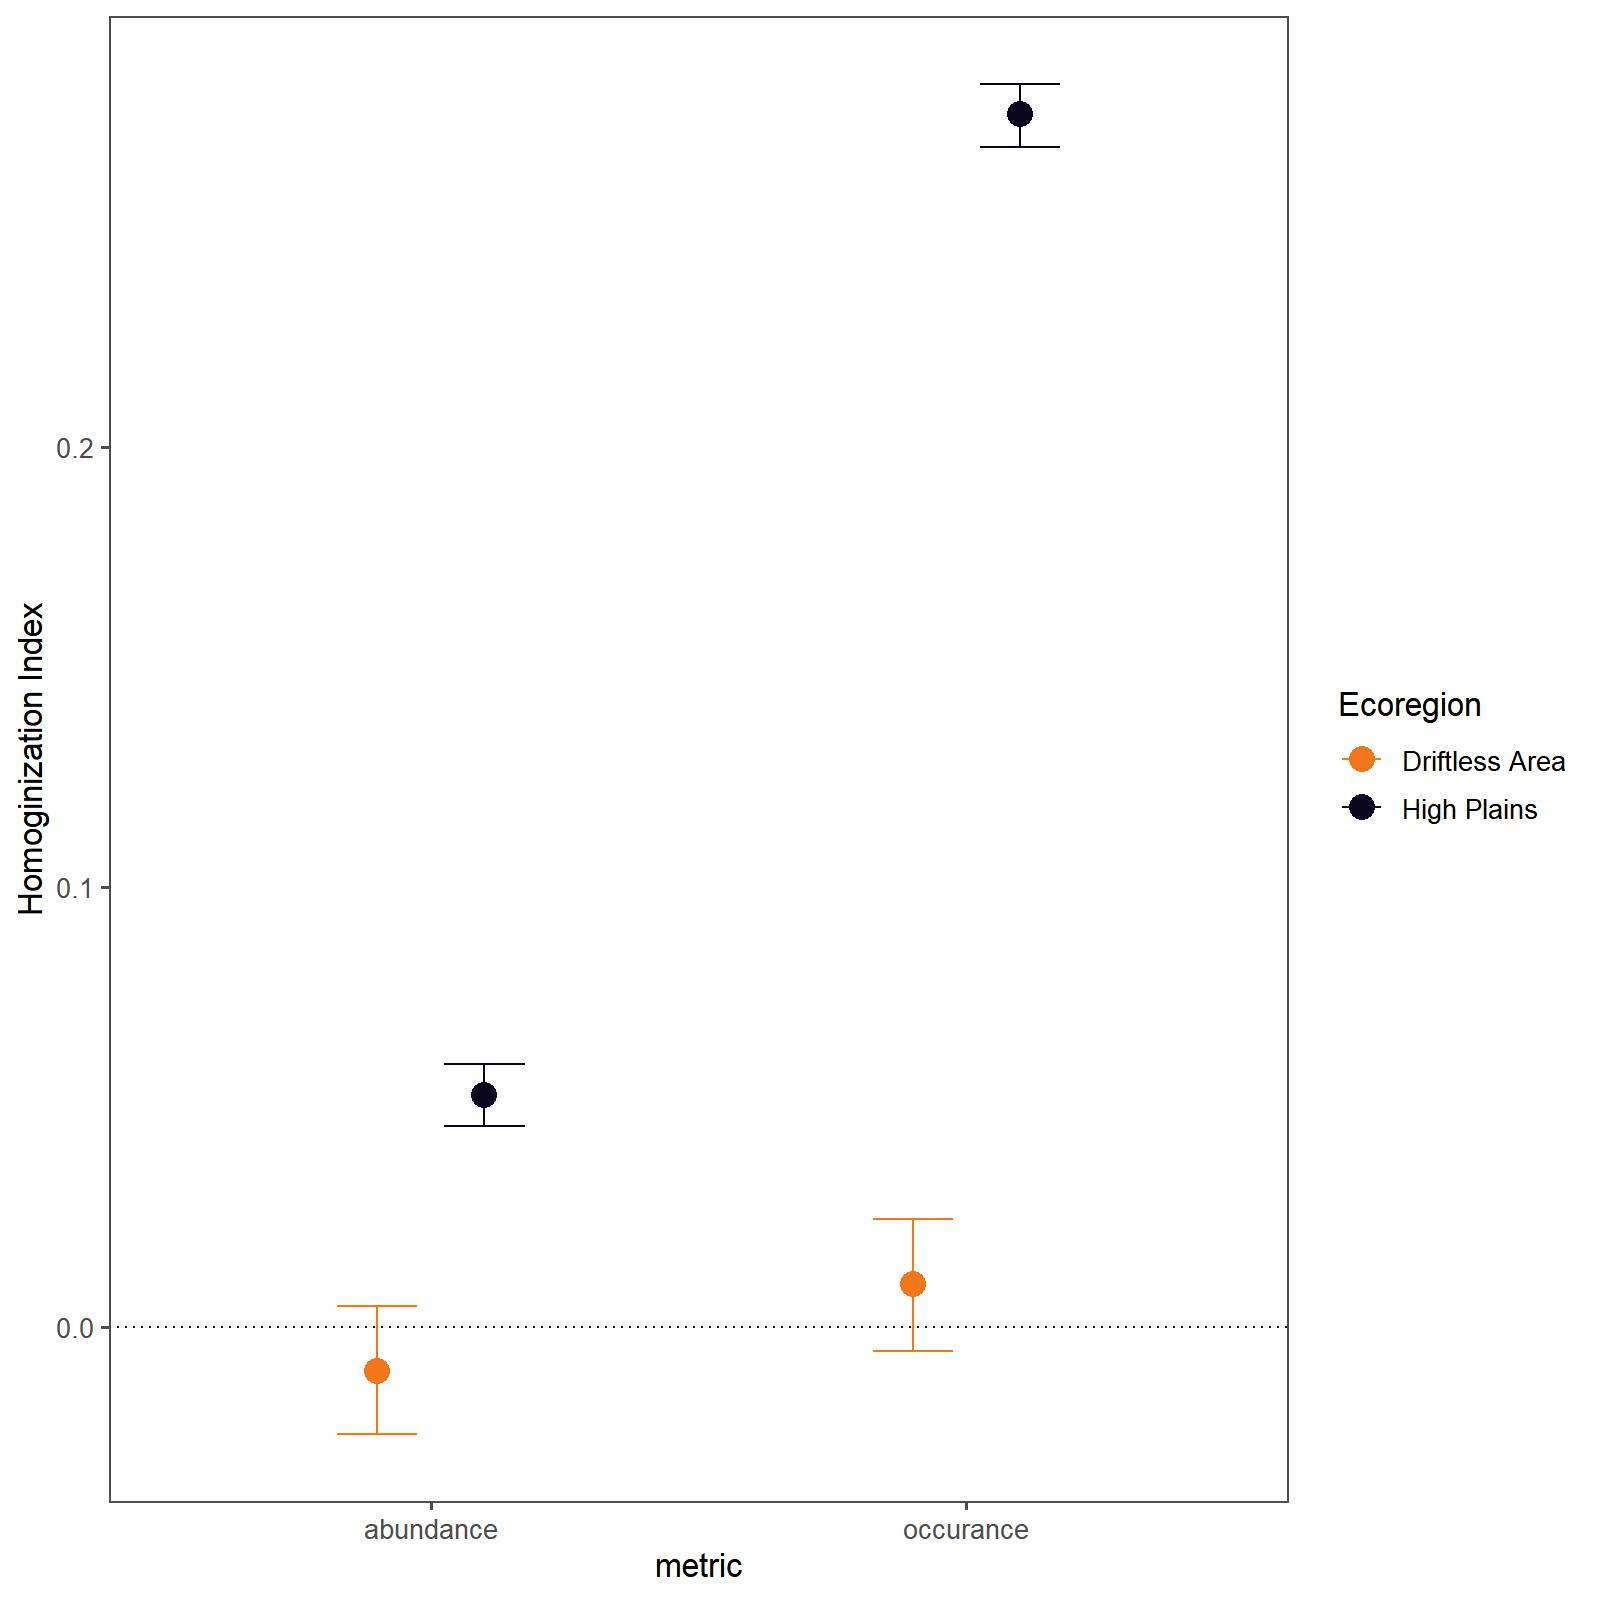 Homoginization Index
0.2
0.1
0.0
abundance
occurance
metric
Ecoregion
Driftless Area
High Plains